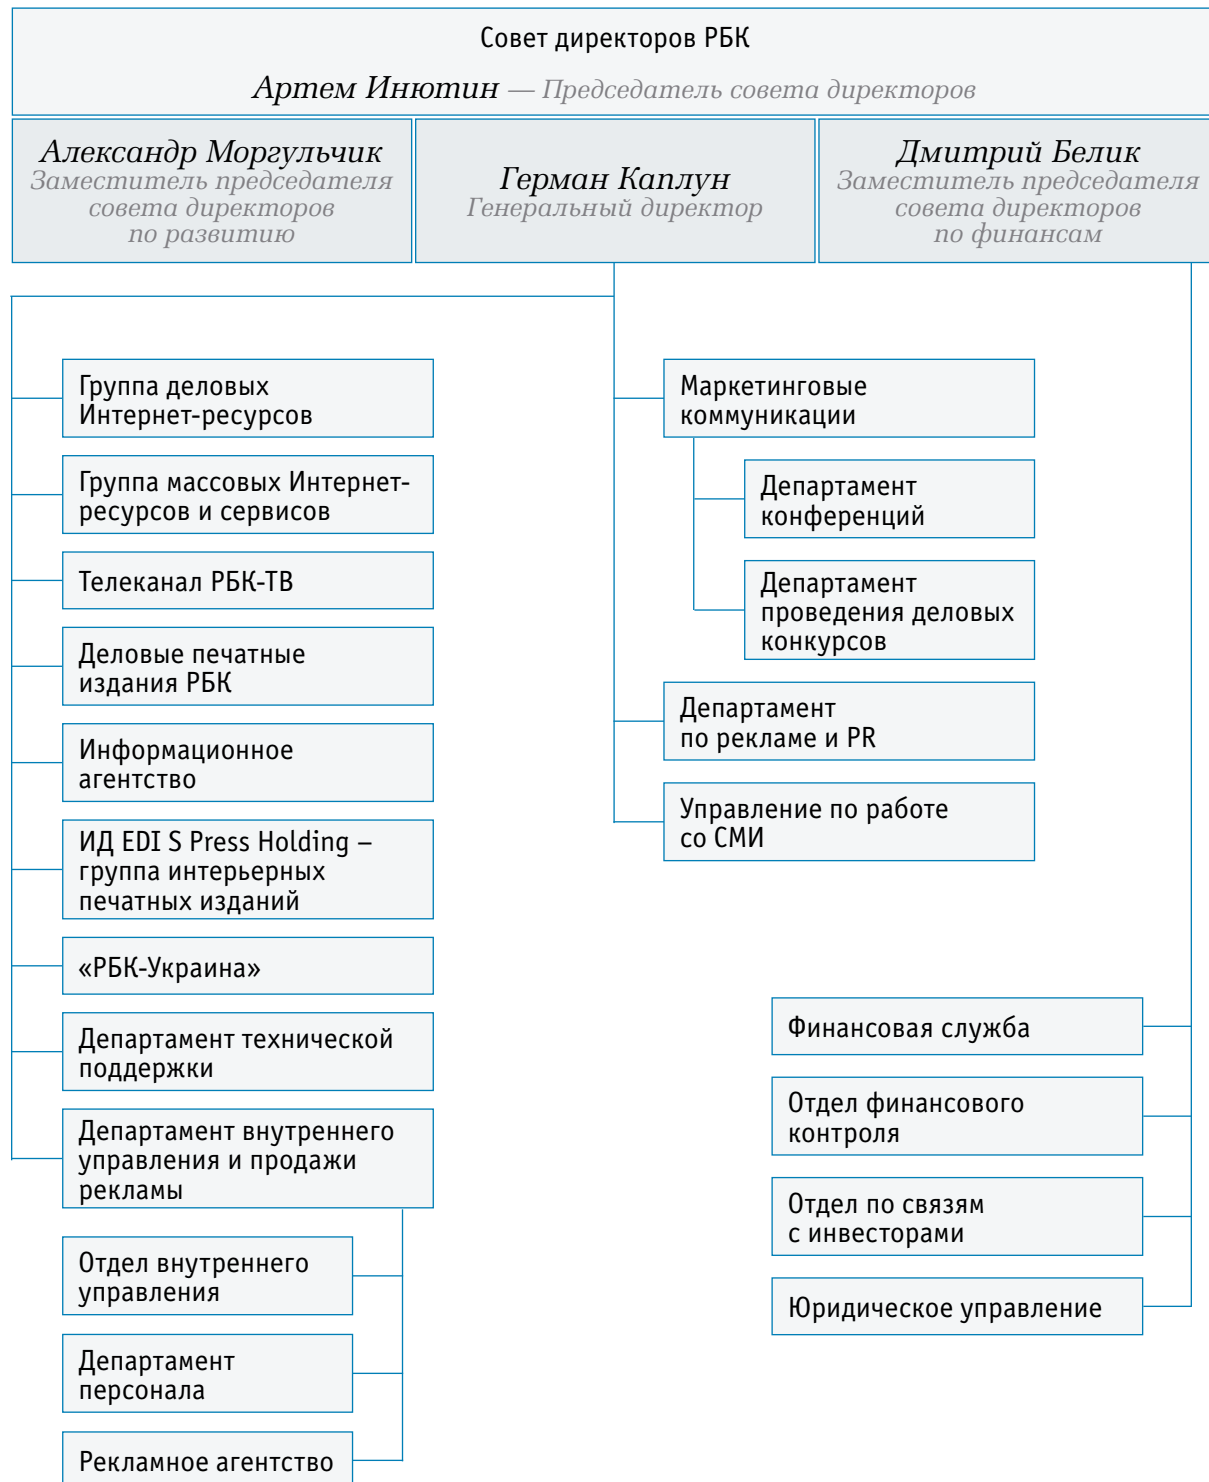 Совет директоров РБК
Артем Инютин — Председатель совета директоров
Александр Моргульчик
Заместитель председателя
совета директоров
по развитию
Герман Каплун
Генеральный директор
Дмитрий Белик
Заместитель председателя
совета директоров
по финансам
Группа деловых
Интернет-ресурсов
Группа массовых Интернет-
ресурсов и сервисов
Телеканал РБК-ТВ
Деловые печатные
издания РБК
Информационное
агентство
ИД EDI S Press Holding –
группа интерьерных
печатных изданий
«РБК-Украина»
Департамент технической
поддержки
Департамент внутреннего
управления и продажи
рекламы
Отдел внутреннего
управления
Департамент
персонала
Рекламное агентство
Маркетинговые
коммуникации
Департамент
конференций
Департамент
проведения деловых
конкурсов
Департамент
по рекламе и PR
Управление по работе
со СМИ
Финансовая служба
Отдел финансового
контроля
Отдел по связям
с инвесторами
Юридическое управление